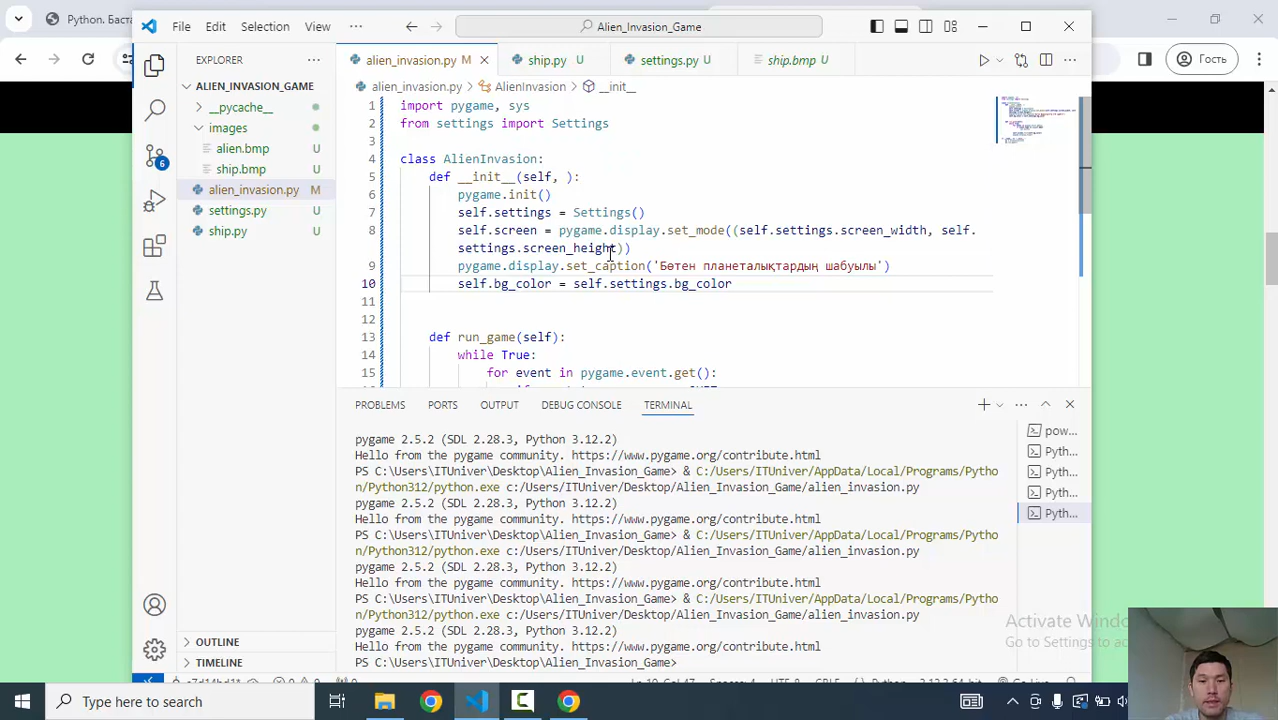 Python. Баста
Гость
File Edit Selection View ··· Alien_Invasion_Game
EXPLORER
ALIEN_INVASION_GAME
__pycache__
images
alien.bmp
ship.bmp
alien_invasion.py M
settings.py U
ship.py U
OUTLINE
TIMELINE
alien_invasion.py M ship.py U settings.py U ship.bmp U
alien_invasion.py > AlienInvasion > __init__
1 import pygame, sys
2 from settings import Settings
3
4 class AlienInvasion:
5 def __init__(self, ):
6 pygame.init()
7 self.settings = Settings()
8 self.screen = pygame.display.set_mode((self.settings.screen_width, self.
settings.screen_height))
9 pygame.display.set_caption('Бөтен планеталықтардың шабуылы')
10 self.bg_color = self.settings.bg_color
11
12
13 def run_game(self):
14 while True:
15 for event in pygame.event.get():
PROBLEMS PORTS OUTPUT DEBUG CONSOLE TERMINAL
pygame 2.5.2 (SDL 2.28.3, Python 3.12.2)
Hello from the pygame community. https://www.pygame.org/contribute.html
PS C:\Users\ITUniver\Desktop\Alien_Invasion_Game> & C:/Users/ITUniver/AppData/Local/Programs/Pytho
n/Python312/python.exe c:/Users/ITUniver/Desktop/Alien_Invasion_Game/alien_invasion.py
pygame 2.5.2 (SDL 2.28.3, Python 3.12.2)
Hello from the pygame community. https://www.pygame.org/contribute.html
PS C:\Users\ITUniver\Desktop\Alien_Invasion_Game> & C:/Users/ITUniver/AppData/Local/Programs/Pytho
n/Python312/python.exe c:/Users/ITUniver/Desktop/Alien_Invasion_Game/alien_invasion.py
pygame 2.5.2 (SDL 2.28.3, Python 3.12.2)
Hello from the pygame community. https://www.pygame.org/contribute.html
PS C:\Users\ITUniver\Desktop\Alien_Invasion_Game> & C:/Users/ITUniver/AppData/Local/Programs/Pytho
n/Python312/python.exe c:/Users/ITUniver/Desktop/Alien_Invasion_Game/alien_invasion.py
pygame 2.5.2 (SDL 2.28.3, Python 3.12.2)
Hello from the pygame community. https://www.pygame.org/contribute.html
PS C:\Users\ITUniver\Desktop\Alien_Invasion_Game>
pow...
Pyth...
Pyth...
Pyth...
Pyth...
6
Activate Windo
Go to Settings to ac
Type here to search